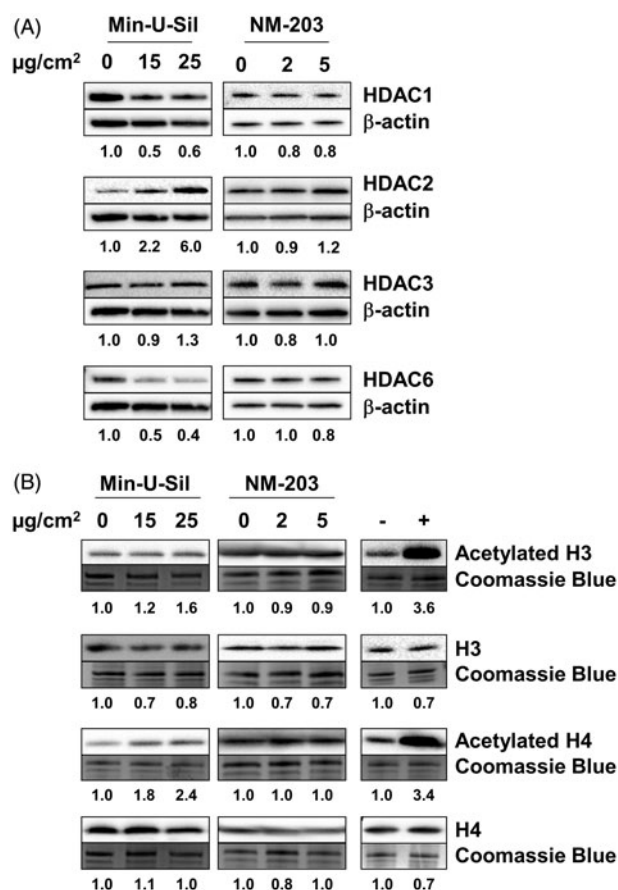 (A)
Min-U-Sil NM-203
μg/cm² 0 15 25 0 2 5
HDAC1
β-actin
1.0 0.5 0.6 1.0 0.8 0.8
HDAC2
β-actin
1.0 2.2 6.0 1.0 0.9 1.2
HDAC3
β-actin
1.0 0.9 1.3 1.0 0.8 1.0
HDAC6
β-actin
1.0 0.5 0.4 1.0 1.0 0.8
(B)
Min-U-Sil NM-203
μg/cm² 0 15 25 0 2 5 - +
Acetylated H3
Coomassie Blue
1.0 1.2 1.6 1.0 0.9 0.9 1.0 3.6
H3
Coomassie Blue
1.0 0.7 0.8 1.0 0.7 0.7 1.0 0.7
Acetylated H4
Coomassie Blue
1.0 1.8 2.4 1.0 1.0 1.0 1.0 3.4
H4
Coomassie Blue
1.0 1.1 1.0 1.0 0.8 1.0 1.0 0.7